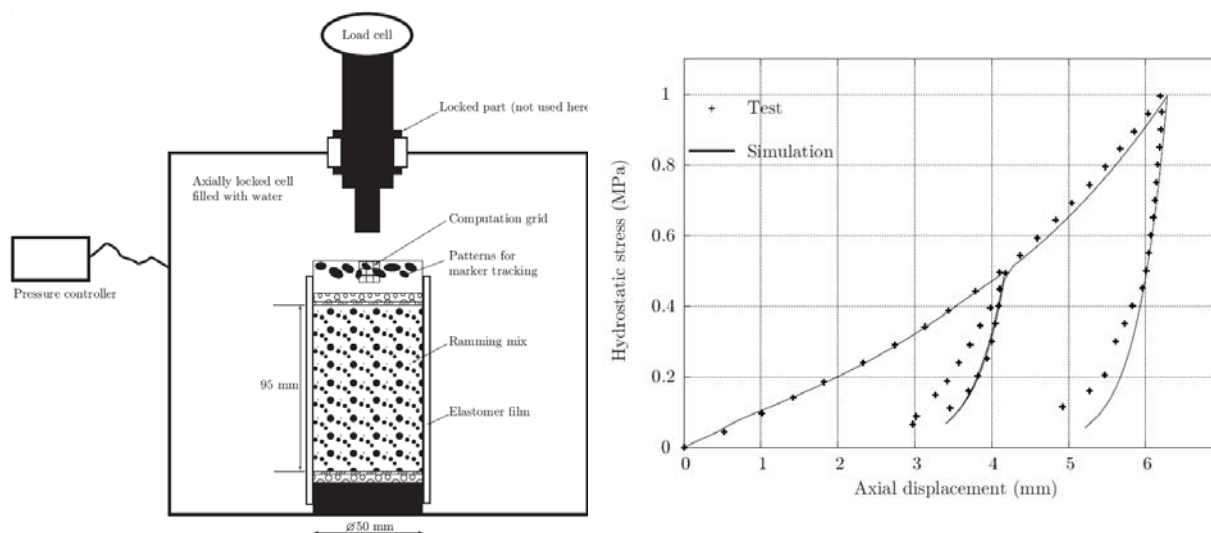 Load cell
Locked part (not used here
Axially locked cell
filled with water
Computation grid
Patterns for
marker tracking
Pressure controller
Ramming mix
95 mm
Elastomer film
Ø50 mm
Hydrostatic stress (MPa)
1
0.8
0.6
0.4
0.2
0
Test
Simulation
0 1 2 3 4 5 6
Axial displacement (mm)